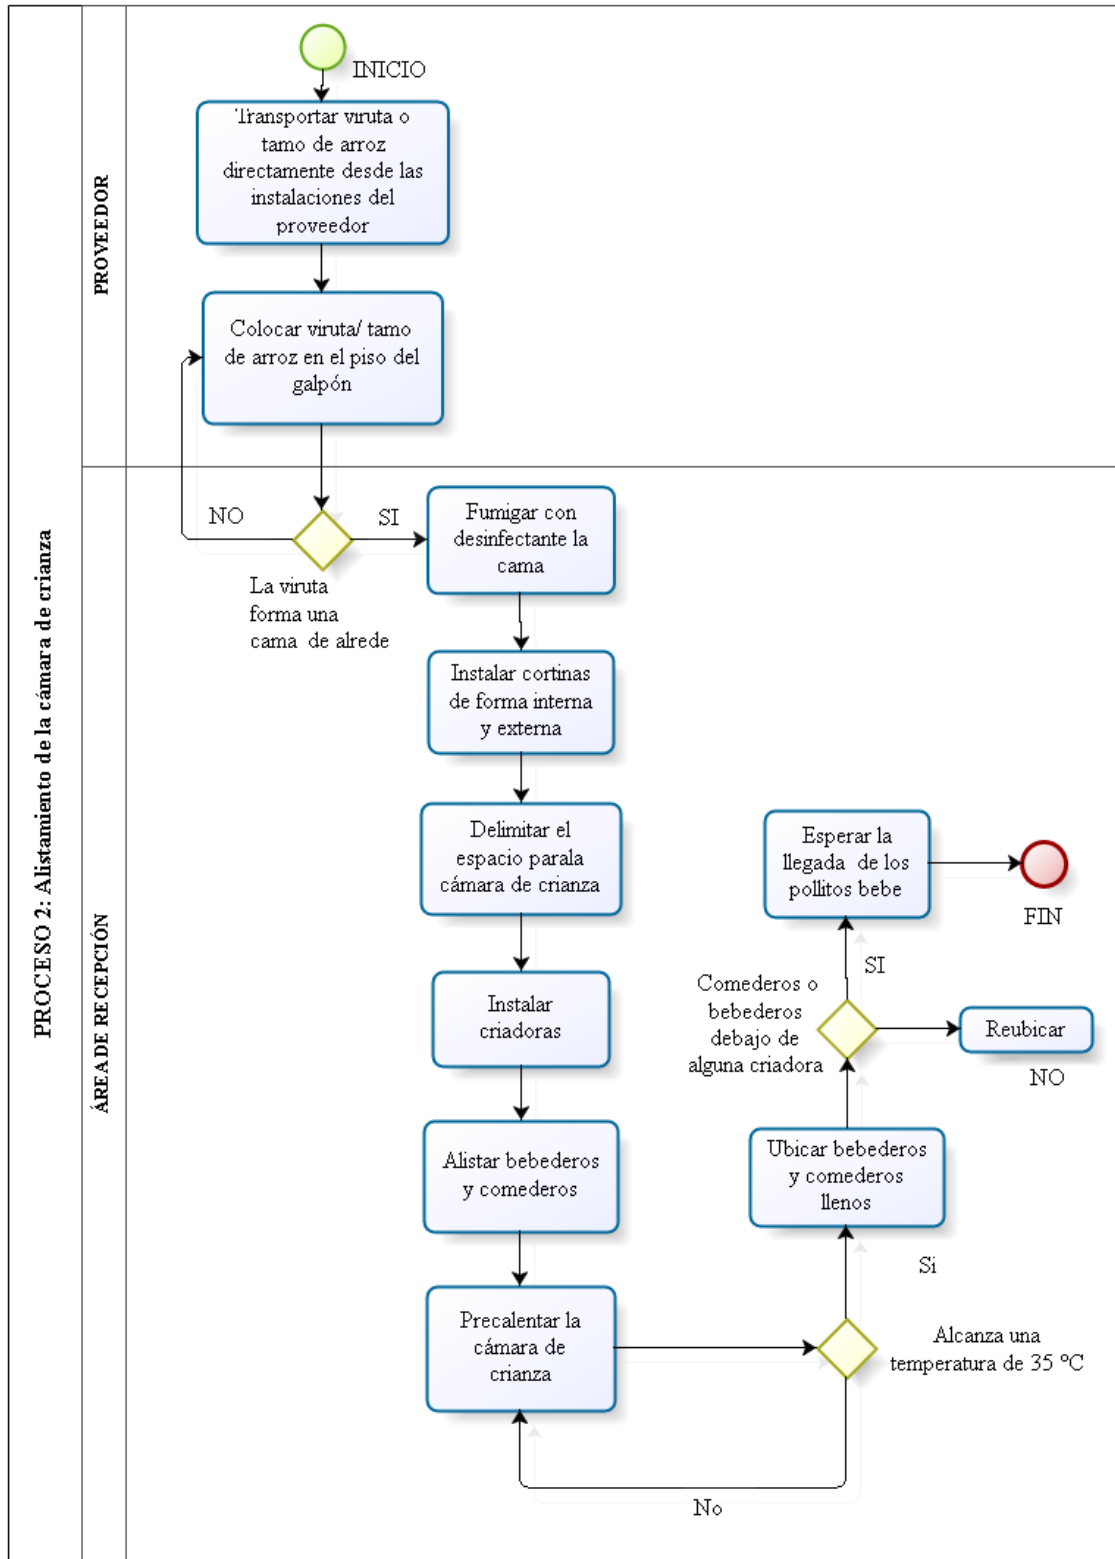 PROCESO 2: Alistamiento de la cámara de crianza
PROVEEDOR
INICIO
Transportar viruta o
tamo de arroz
directamente desde las
instalaciones del
proveedor
Colocar viruta/ tamo
de arroz en el piso del
galpón
ÁREA DE RECEPCIÓN
NO
SI
La viruta
forma una
cama de alrede
Fumigar con
desinfectante la
cama
Instalar cortinas
de forma interna
y externa
Delimitar el
espacio parala
cámara de crianza
Instalar
criadoras
Alistar bebederos
y comederos
Precalentar la
cámara de
crianza
No
Alcanza una
temperatura de 35 ºC
Si
Ubicar bebederos
y comederos
llenos
Comederos o
bebederos
debajo de
alguna criadora
Reubicar
NO
SI
Esperar la
llegada de los
pollitos bebe
FIN